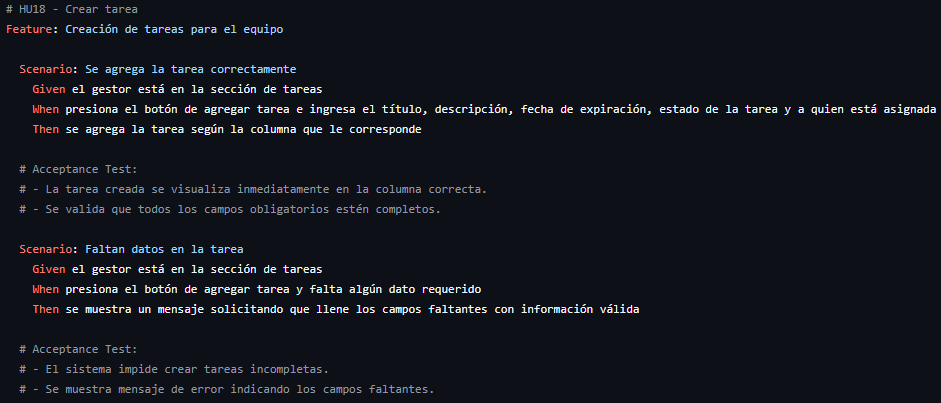 # HU18 - Crear tarea
Feature: Creación de tareas para el equipo
Scenario: Se agrega la tarea correctamente
Given el gestor está en la sección de tareas
When presiona el botón de agregar tarea e ingresa el título, descripción, fecha de expiración, estado de la tarea y a quien está asignada
Then se agrega la tarea según la columna que le corresponde
# Acceptance Test:
# - La tarea creada se visualiza inmediatamente en la columna correcta.
# - Se valida que todos los campos obligatorios estén completos.
Scenario: Faltan datos en la tarea
Given el gestor está en la sección de tareas
When presiona el botón de agregar tarea y falta algún dato requerido
Then se muestra un mensaje solicitando que llene los campos faltantes con información válida
# Acceptance Test:
# - El sistema impide crear tareas incompletas.
# - Se muestra mensaje de error indicando los campos faltantes.